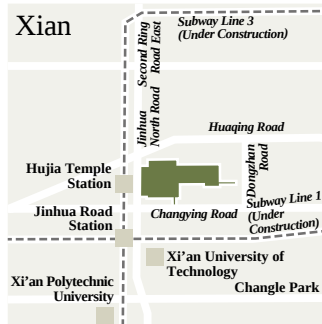 Xian
Subway Line 3
(Under Construction)
Second Ring
Road East
Jinhua
North Road
Huaqing Road
Dongzhan
Road
Hujia Temple
Station
Subway Line 1
(Under
Construction)
Jinhua Road
Station
Changying Road
Xi'an University of
Technology
Xi'an Polytechnic
University
Changle Park